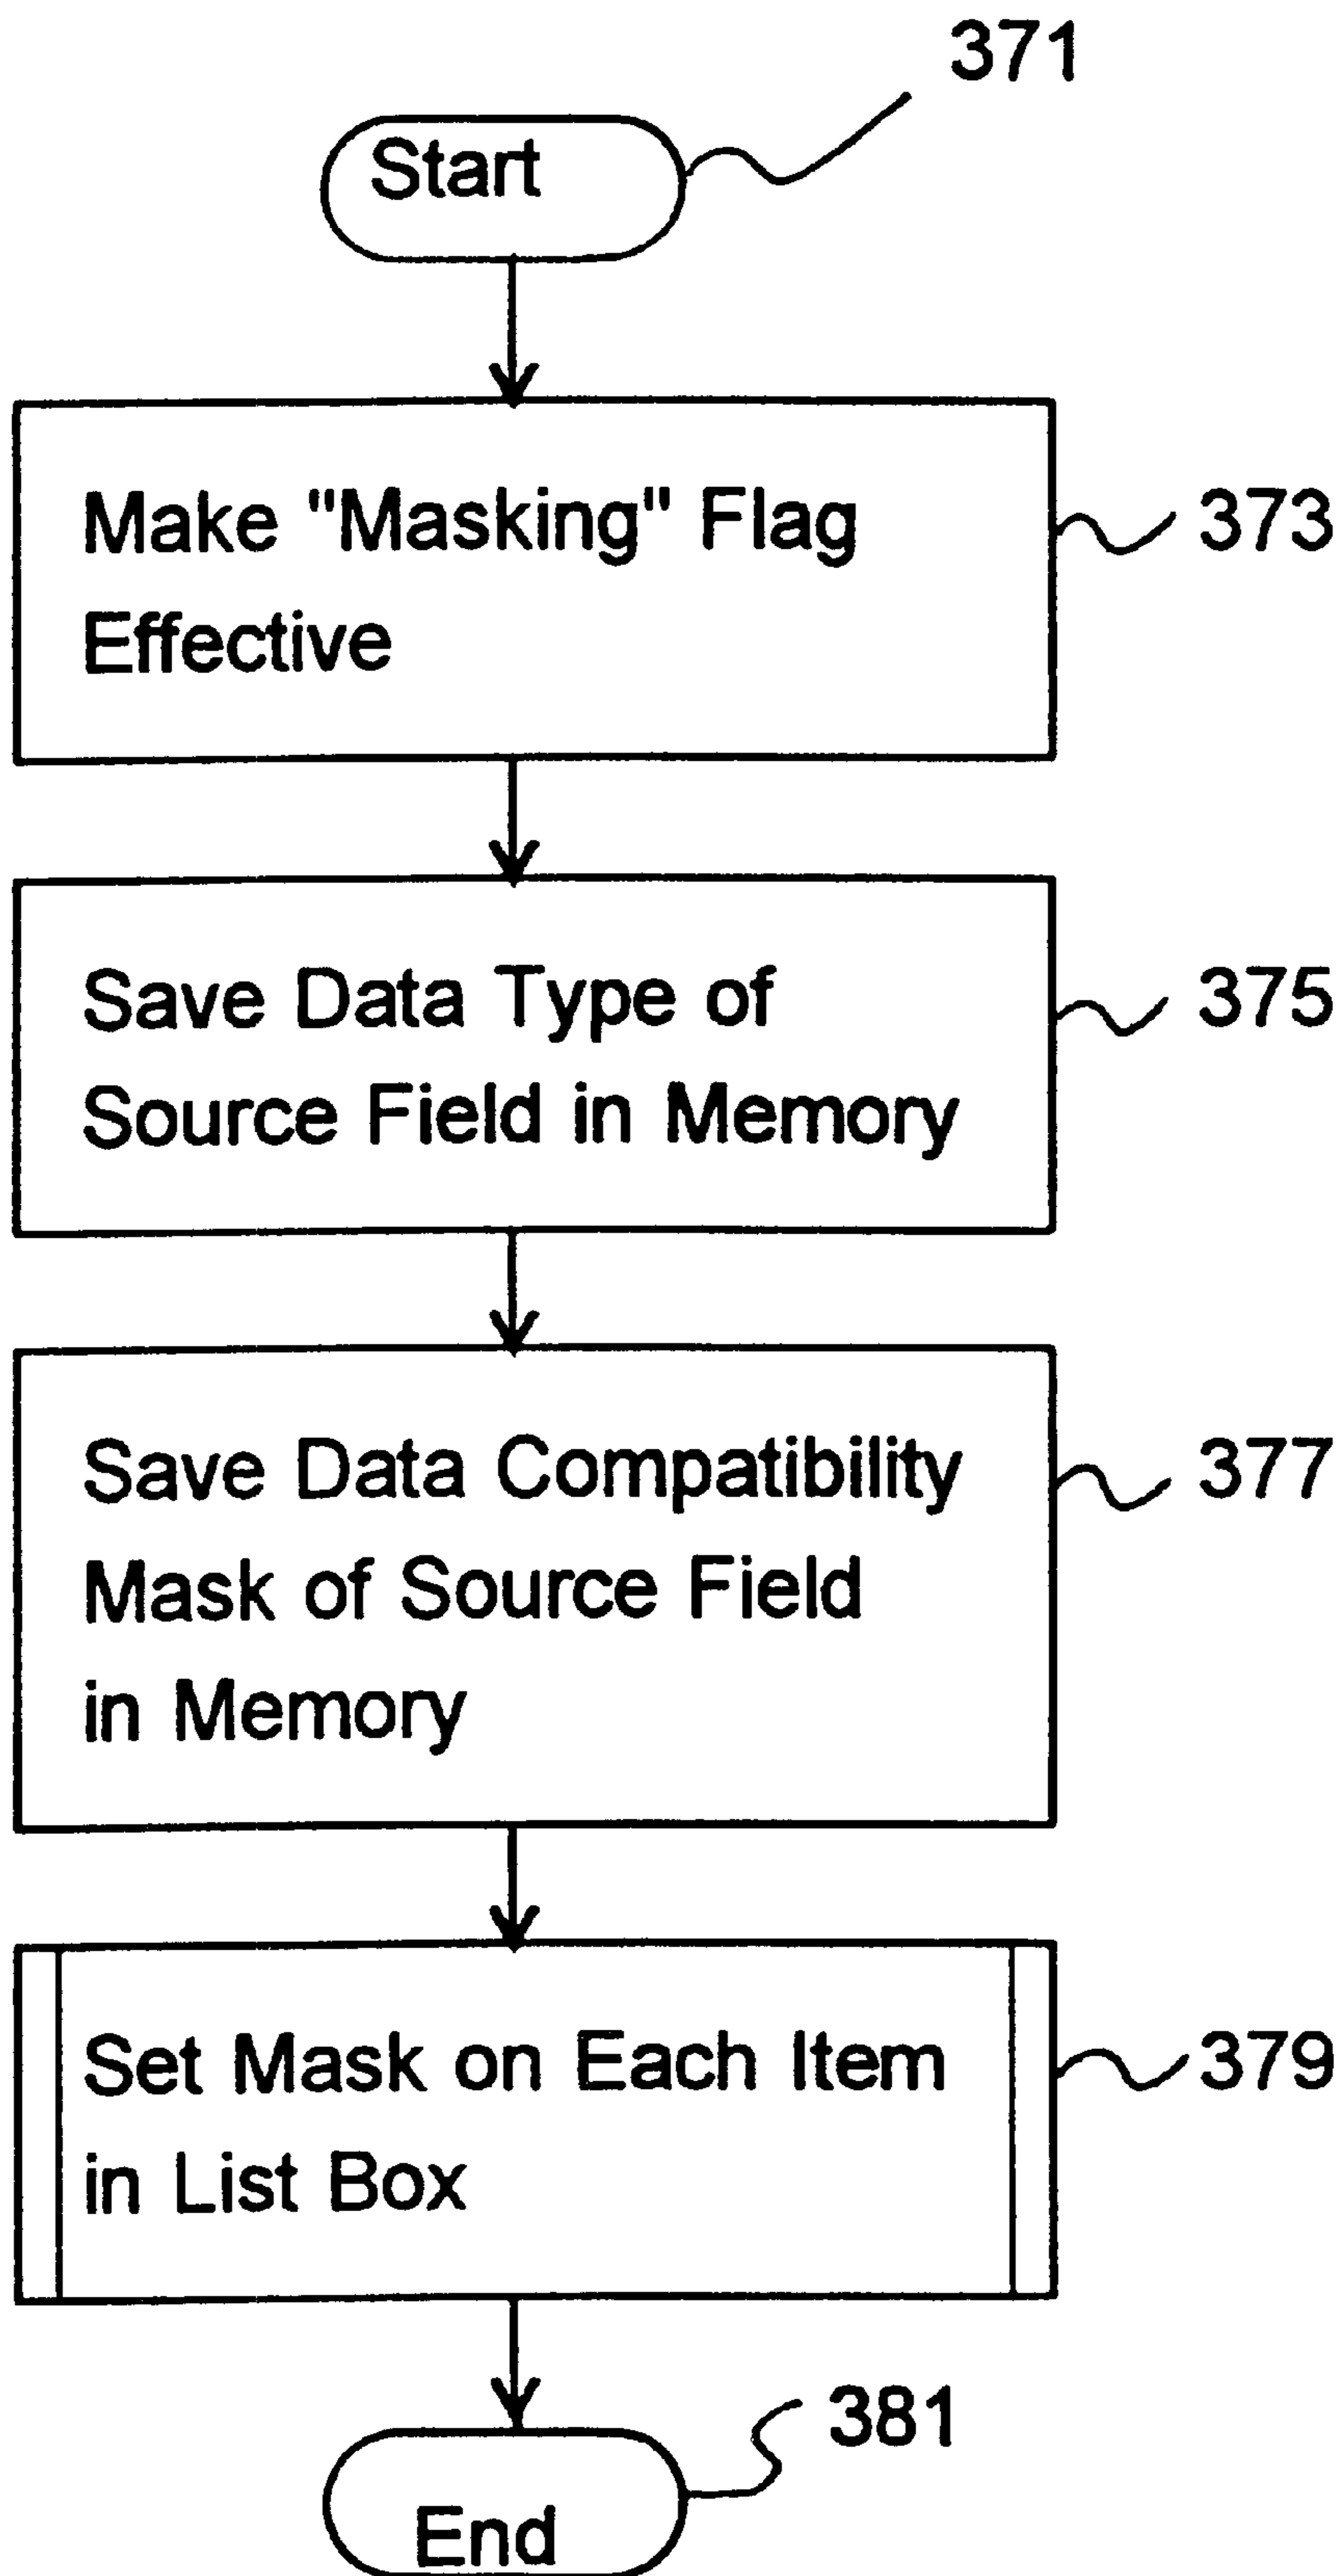 371
Start
Make "Masking" Flag
Effective
373
Save Data Type of
Source Field in Memory
375
Save Data Compatibility
Mask of Source Field
in Memory
377
Set Mask on Each Item
in List Box
379
381
End